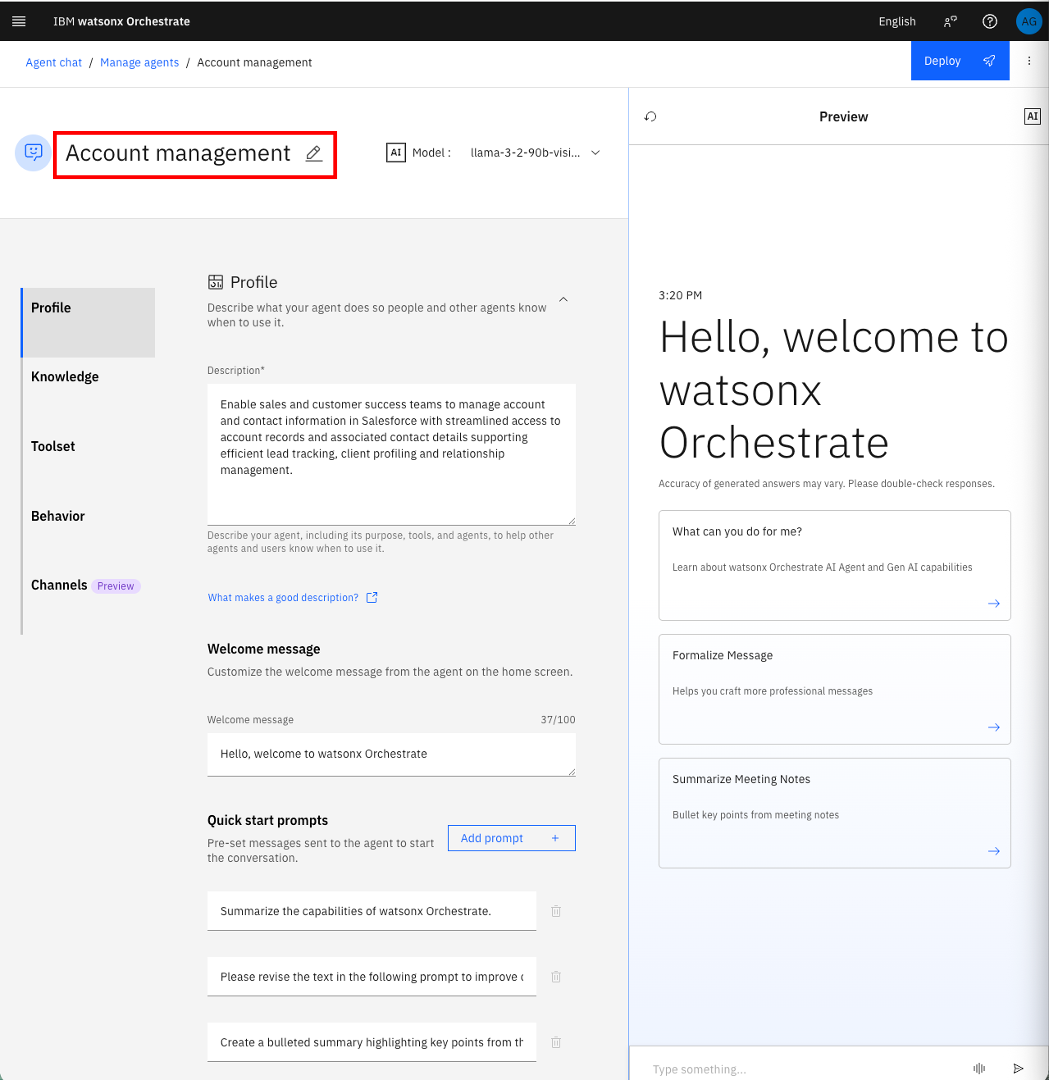 IBM watsonx Orchestrate
English
AG
Agent chat / Manage agents / Account management
Deploy
Account management
AI Model : llama-3-2-90b-visi...
Preview
AI
Profile
Knowledge
Toolset
Behavior
Channels Preview
Profile
Describe what your agent does so people and other agents know
when to use it.
Description*
Enable sales and customer success teams to manage account
and contact information in Salesforce with streamlined access to
account records and associated contact details supporting
efficient lead tracking, client profiling and relationship
management.
Describe your agent, including its purpose, tools, and agents, to help other
agents and users know when to use it.
What makes a good description?
Welcome message
Customize the welcome message from the agent on the home screen.
Welcome message 37/100
Hello, welcome to watsonx Orchestrate
Quick start prompts
Pre-set messages sent to the agent to start
the conversation.
Add prompt +
Summarize the capabilities of watsonx Orchestrate.
Please revise the text in the following prompt to improve
Create a bulleted summary highlighting key points from
3:20 PM
Hello, welcome to
watsonx
Orchestrate
Accuracy of generated answers may vary. Please double-check responses.
What can you do for me?
Learn about watsonx Orchestrate AI Agent and Gen AI capabilities
Formalize Message
Helps you craft more professional messages
Summarize Meeting Notes
Bullet key points from meeting notes
Type something...